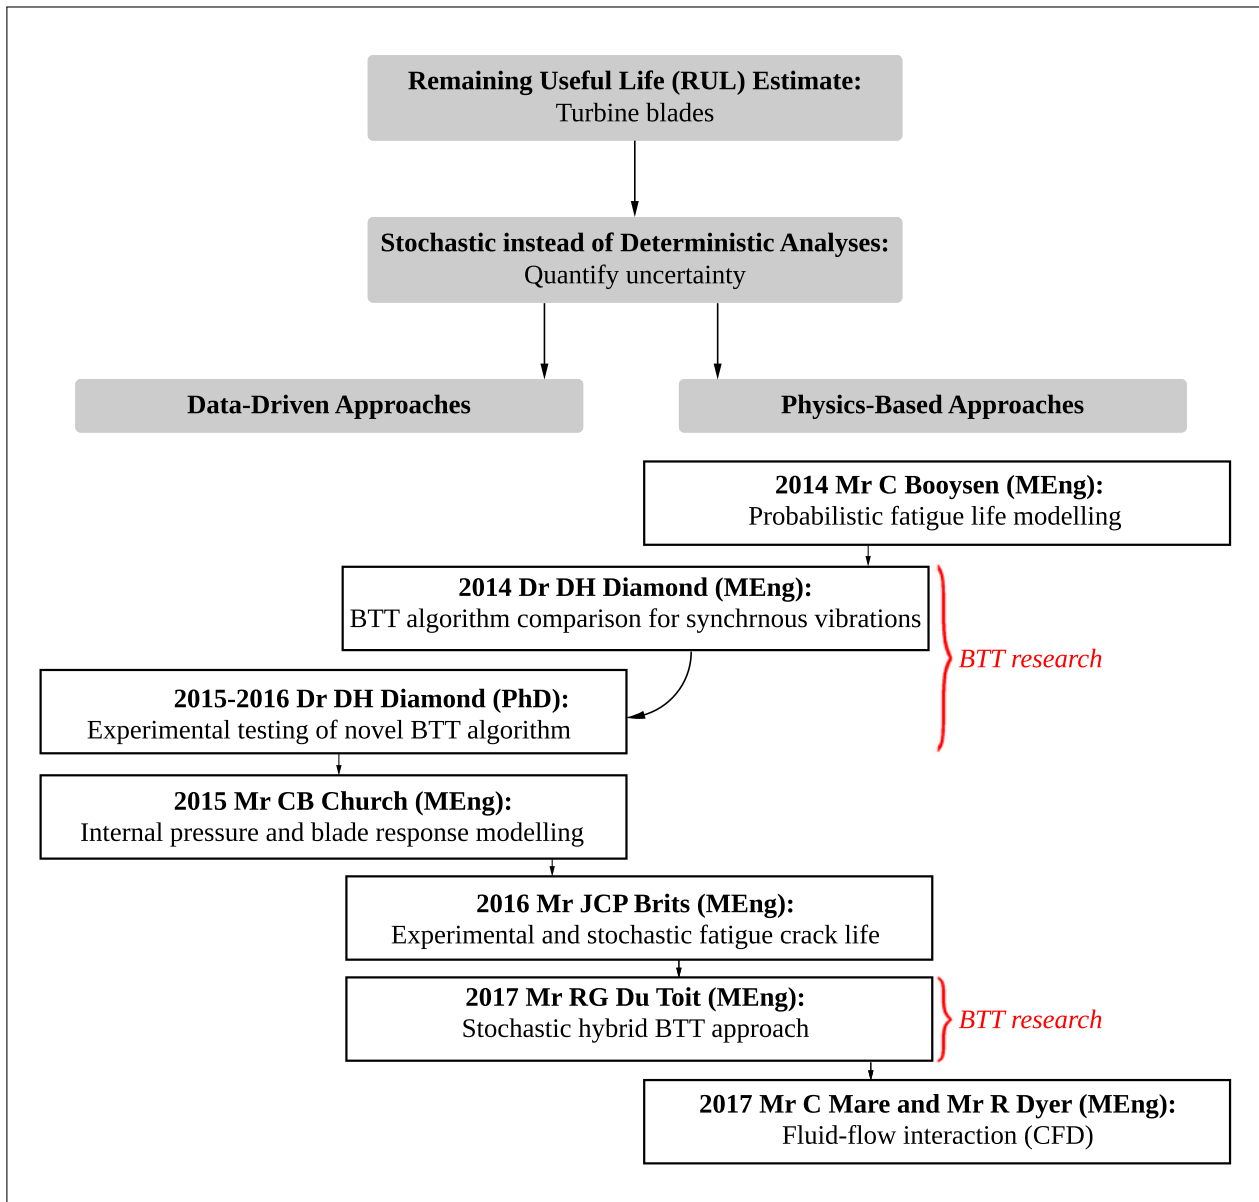 Remaining Useful Life (RUL) Estimate:
Turbine blades
Stochastic instead of Deterministic Analyses:
Quantify uncertainty
Data-Driven Approaches
Physics-Based Approaches
2014 Mr C Booysen (MEng):
Probabilistic fatigue life modelling
2014 Dr DH Diamond (MEng):
BTT algorithm comparison for synchrnous vibrations
BTT research
2015-2016 Dr DH Diamond (PhD):
Experimental testing of novel BTT algorithm
2015 Mr CB Church (MEng):
Internal pressure and blade response modelling
2016 Mr JCP Brits (MEng):
Experimental and stochastic fatigue crack life
2017 Mr RG Du Toit (MEng):
Stochastic hybrid BTT approach
BTT research
2017 Mr C Mare and Mr R Dyer (MEng):
Fluid-flow interaction (CFD)